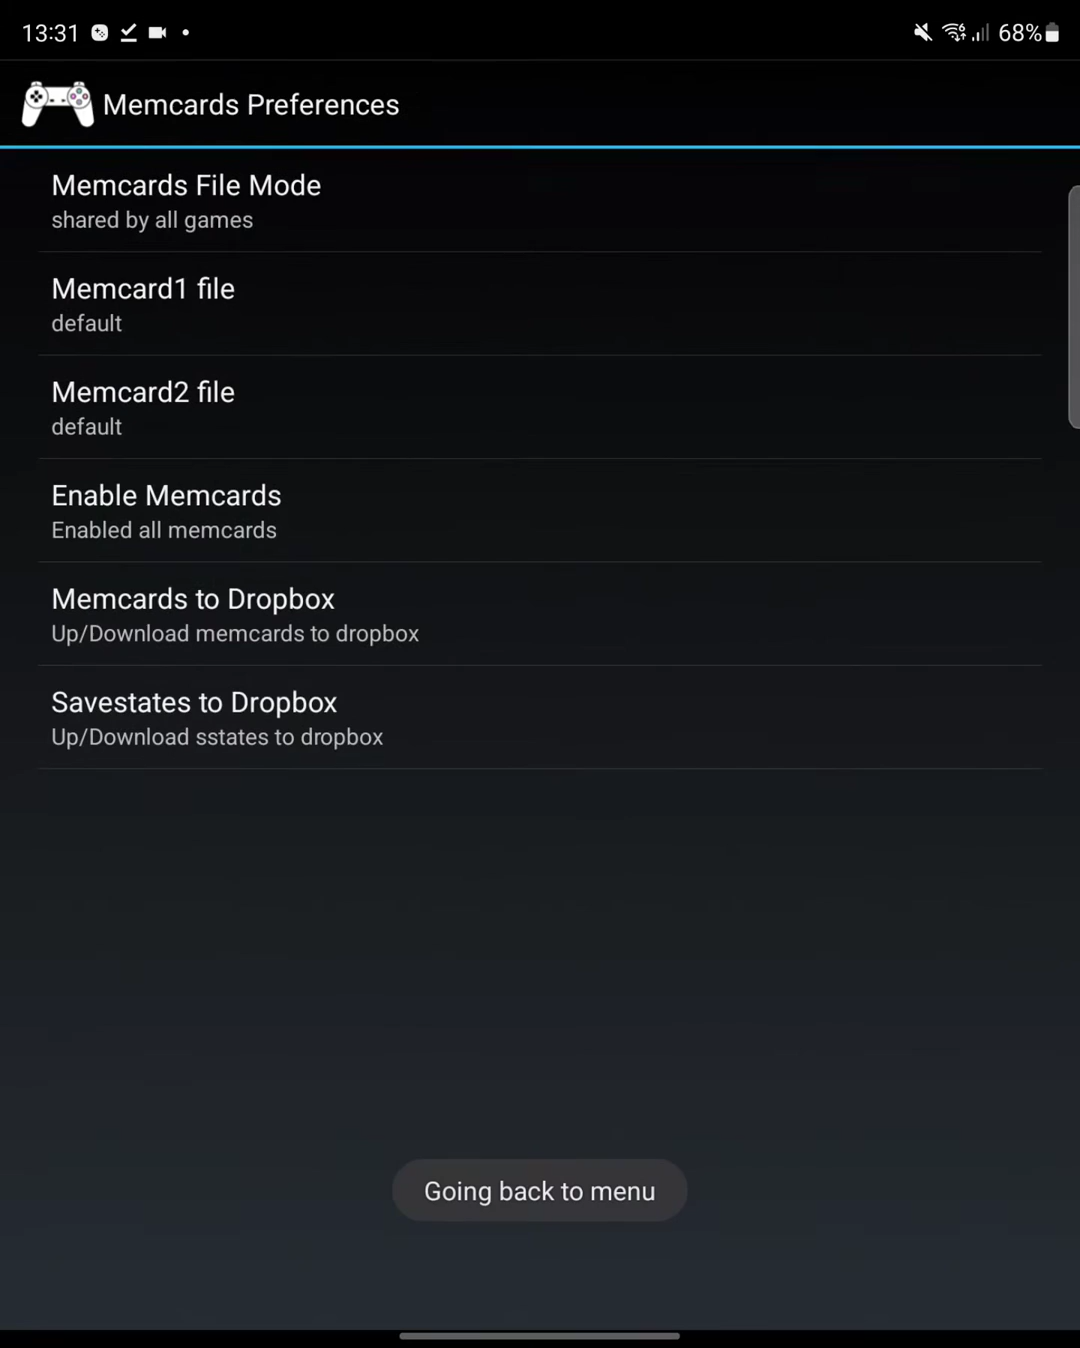 13:31
68%
Memcards Preferences
Memcards File Mode
shared by all games
Memcard1 file
default
Memcard2 file
default
Enable Memcards
Enabled all memcards
Memcards to Dropbox
Up/Download memcards to dropbox
Savestates to Dropbox
Up/Download sstates to dropbox
Going back to menu